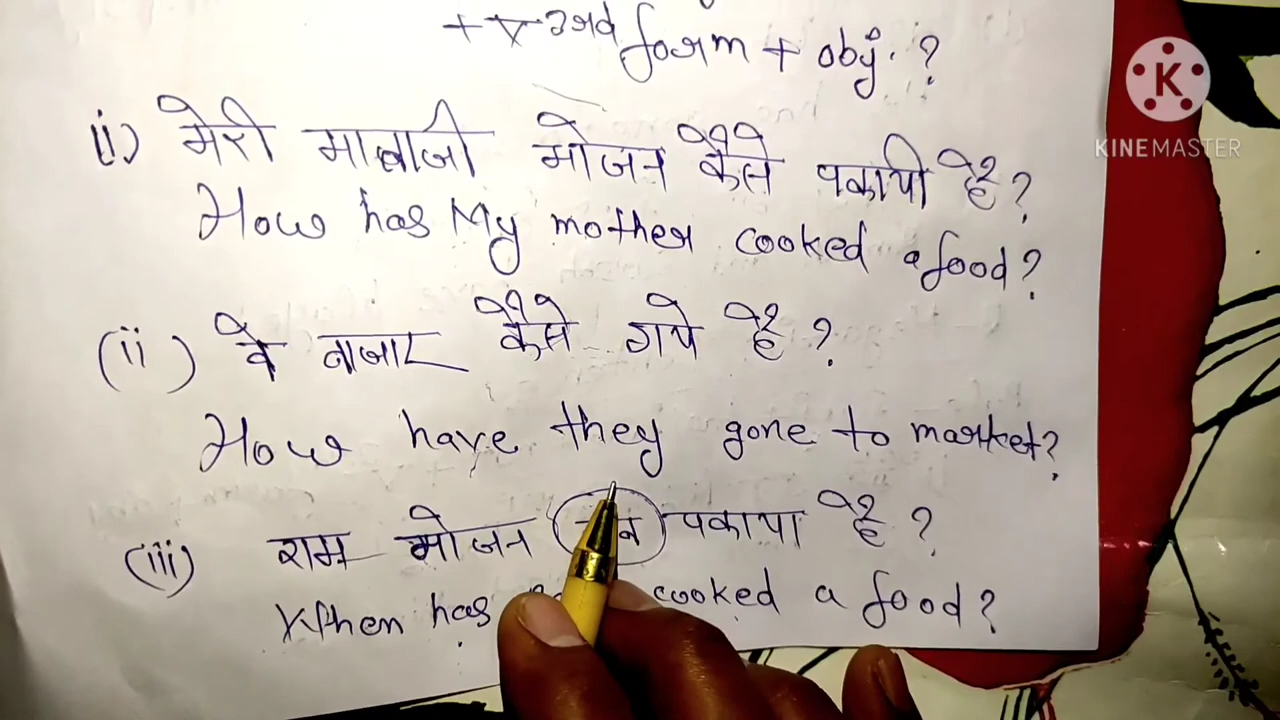 + V 3rd form + obj. ?
(i) मेरी माताजी भोजन कैसे पकायी है ?
How has My mother cooked a food ?
(ii) वे बाजार कैसे गये है ?
How have they gone to market ?
(iii) राम भोजन पकाया है ?
When has cooked a food ?
KINEMASTER